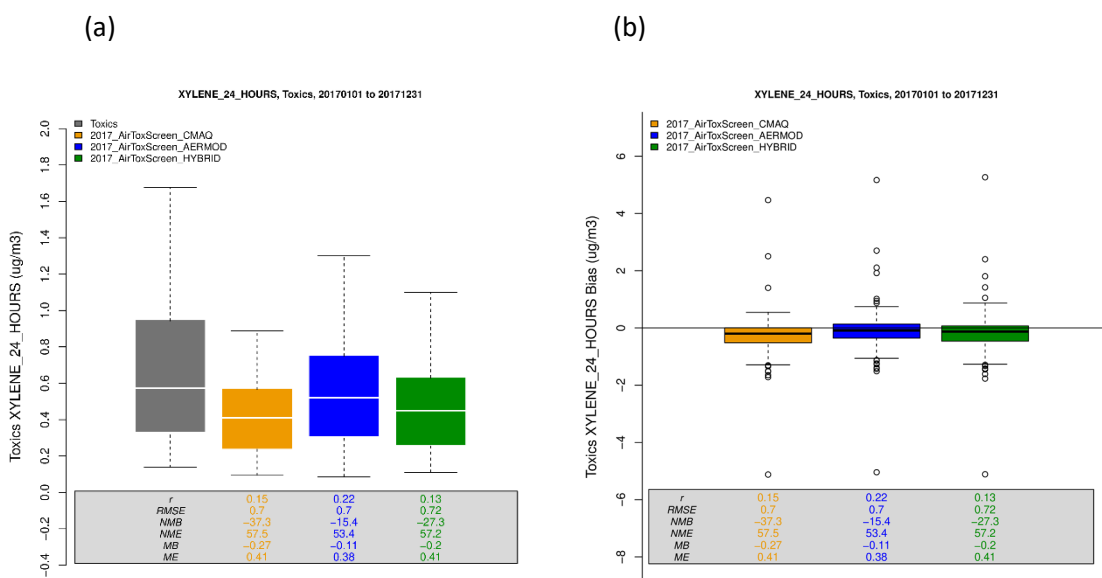 (a)
(b)
XYLENE_24_HOURS, Toxics, 20170101 to 20171231
Toxics
2017_AirToxScreen_CMAQ
2017_AirToxScreen_AERMOD
2017_AirToxScreen_HYBRID
Toxics XYLENE_24_HOURS (ug/m3)
2.0
1.8
1.6
1.4
1.2
1.0
0.8
0.6
0.4
0.2
0.0
−0.2
−0.4
r 0.15 0.22 0.13
RMSE 0.7 0.7 0.72
NMB −37.3 −15.4 −27.3
NME 57.5 53.4 57.2
MB −0.27 −0.11 −0.2
ME 0.41 0.38 0.41
XYLENE_24_HOURS, Toxics, 20170101 to 20171231
2017_AirToxScreen_CMAQ
2017_AirToxScreen_AERMOD
2017_AirToxScreen_HYBRID
Toxics XYLENE_24_HOURS Bias (ug/m3)
6
4
2
0
−2
−4
−6
−8
r 0.15 0.22 0.13
RMSE 0.7 0.7 0.72
NMB −37.3 −15.4 −27.3
NME 57.5 53.4 57.2
MB −0.27 −0.11 −0.2
ME 0.41 0.38 0.41